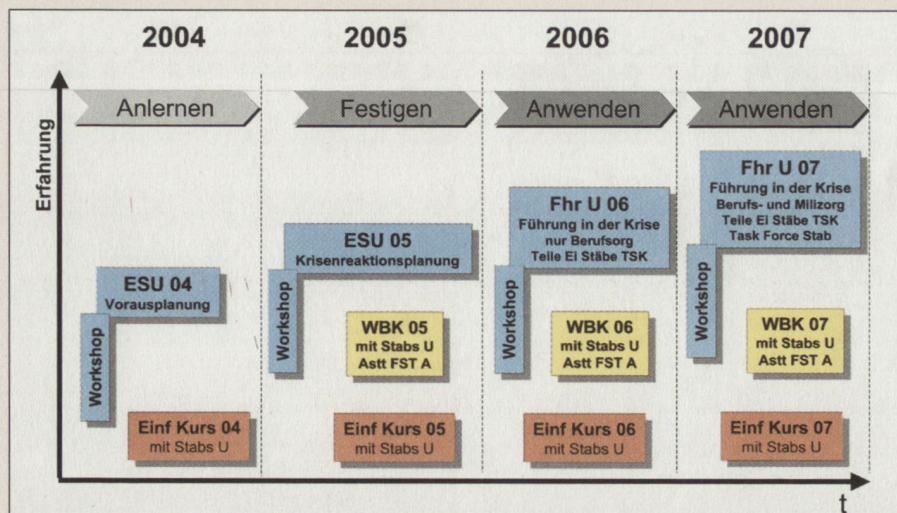 2004
2005
2006
2007
Anlernen
Festigen
Anwenden
Anwenden
Erfahrung
Workshop
ESU 04
Vorausplanung
Einf Kurs 04
mit Stabs U
Workshop
ESU 05
Krisenreaktionsplanung
WBK 05
mit Stabs U
Astt FST A
Einf Kurs 05
mit Stabs U
Workshop
Fhr U 06
Führung in der Krise
nur Berufsorg
Teile Ei Stäbe TSK
WBK 06
mit Stabs U
Astt FST A
Einf Kurs 06
mit Stabs U
Workshop
Fhr U 07
Führung in der Krise
Berufs- und Milizorg
Teile Ei Stäbe TSK
Task Force Stab
WBK 07
mit Stabs U
Astt FST A
Einf Kurs 07
mit Stabs U
t